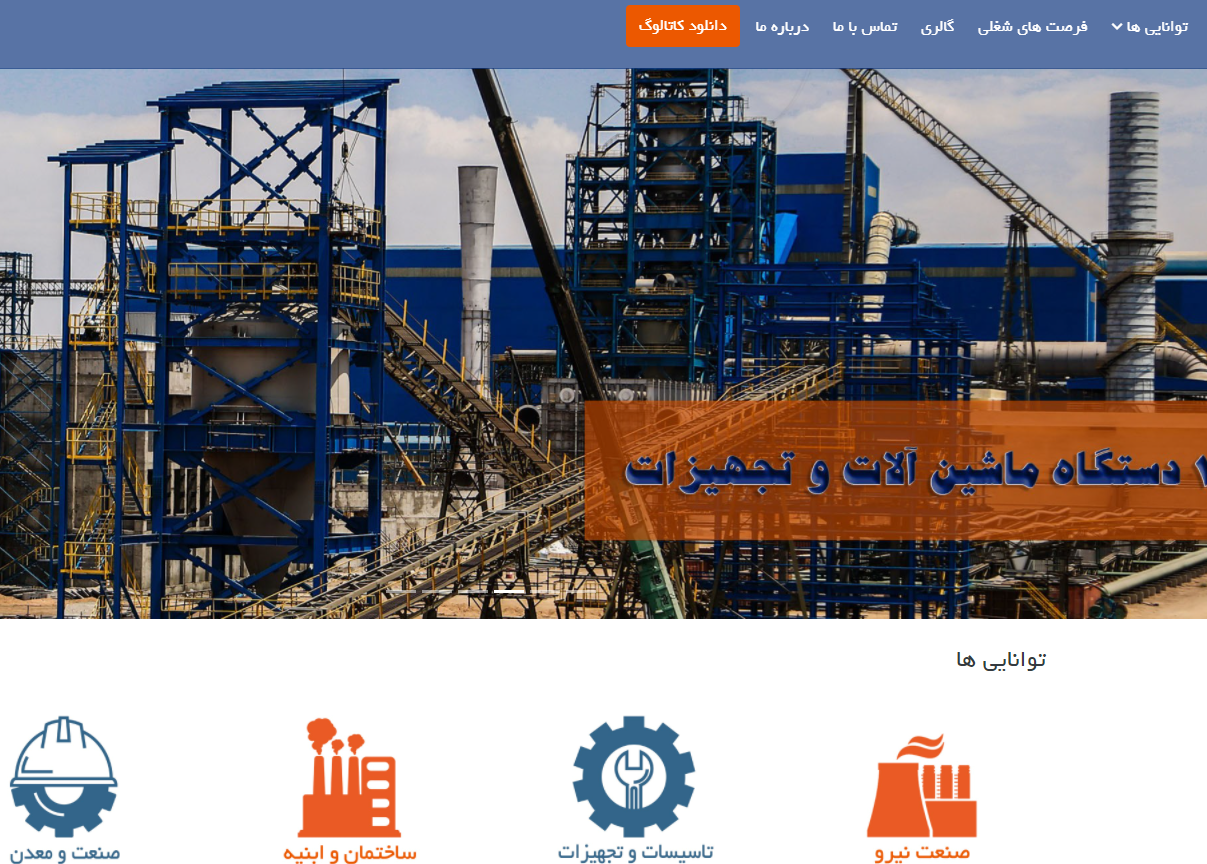 توانایی ها
فرصت های شغلی
گالری
تماس با ما
درباره ما
دانلود کاتالوگ
دستگاه ماشین آلات و تجهیزات
توانایی ها
صنعت نیرو
تاسیسات و تجهیزات
ساختمان و ابنیه
صنعت و معدن